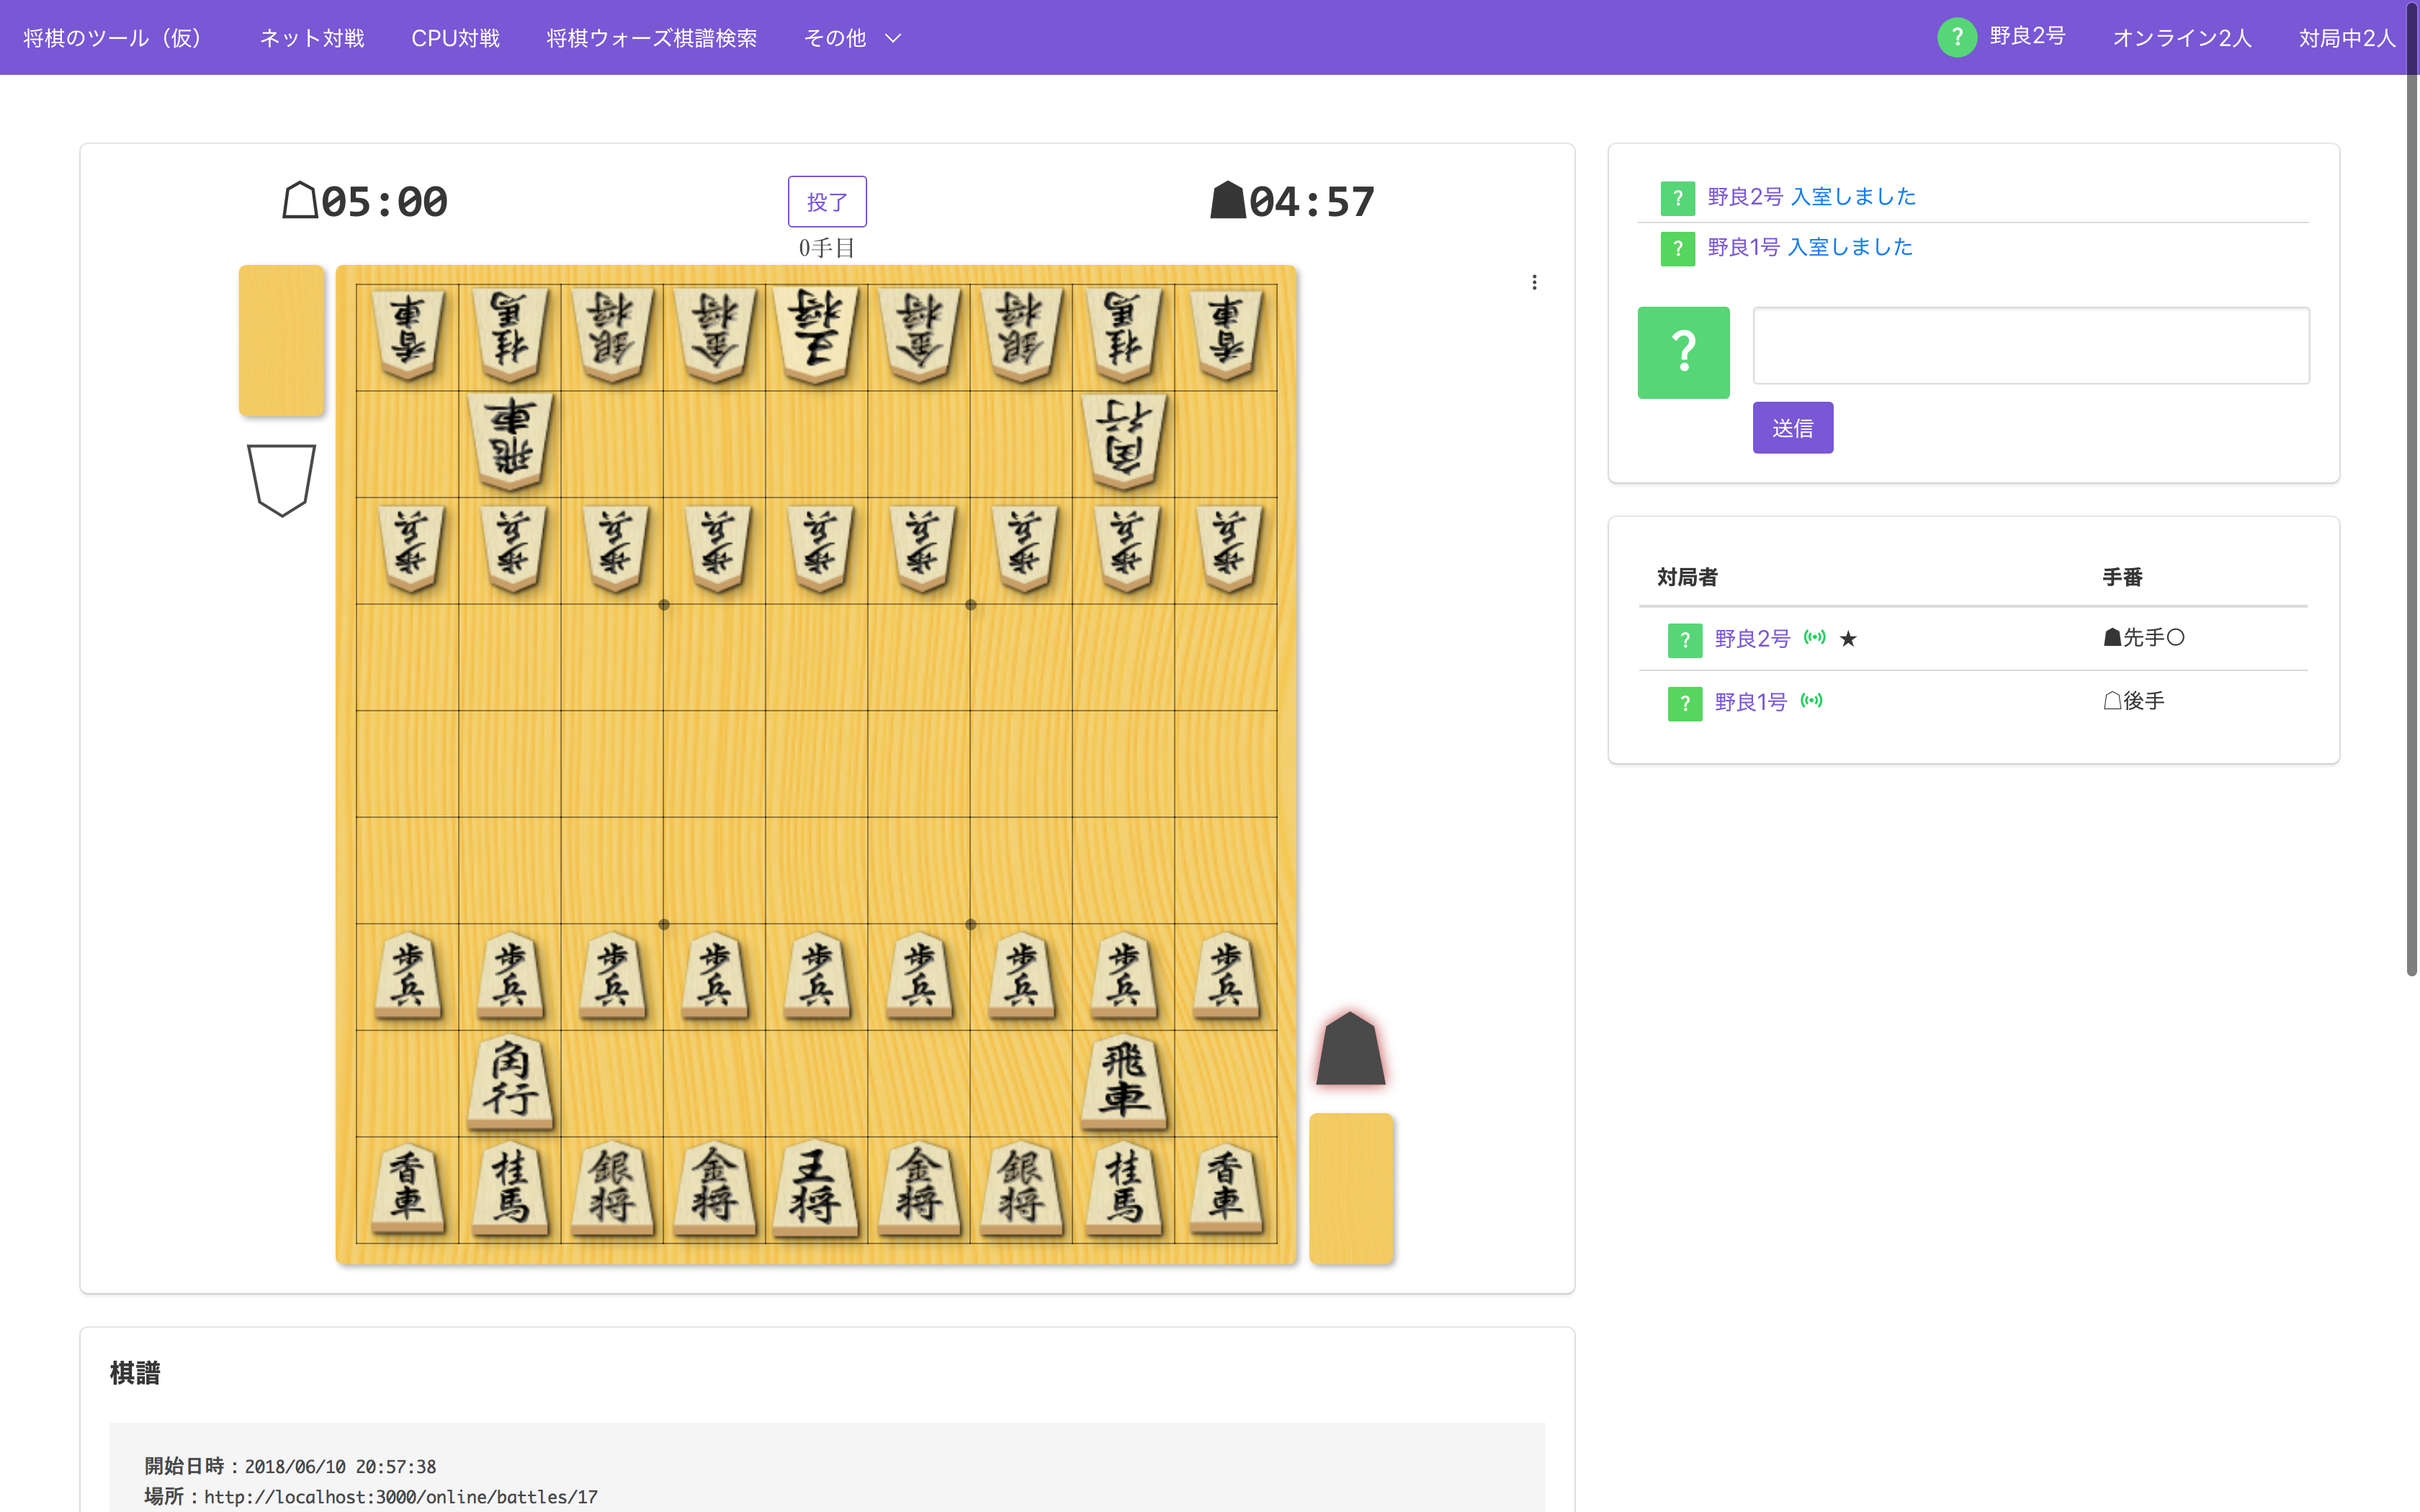 将棋のツール（仮） ネット対戦 CPU対戦 将棋ウォーズ棋譜検索 その他 ? 野良2号 オンライン2人 対局中2人
☖05:00 投了 ☗04:57
0手目
香車 桂馬 銀将 金将 王将 金将 銀将 桂馬 香車
飛車 角行
歩兵 歩兵 歩兵 歩兵 歩兵 歩兵 歩兵 歩兵 歩兵
歩兵 歩兵 歩兵 歩兵 歩兵 歩兵 歩兵 歩兵 歩兵
角行 飛車
香車 桂馬 銀将 金将 王将 金将 銀将 桂馬 香車
? 野良2号 入室しました
? 野良1号 入室しました
?
送信
対局者 手番
? 野良2号 ★ ☗先手○
? 野良1号 ☖後手
棋譜
開始日時：2018/06/10 20:57:38
場所：http://localhost:3000/online/battles/17